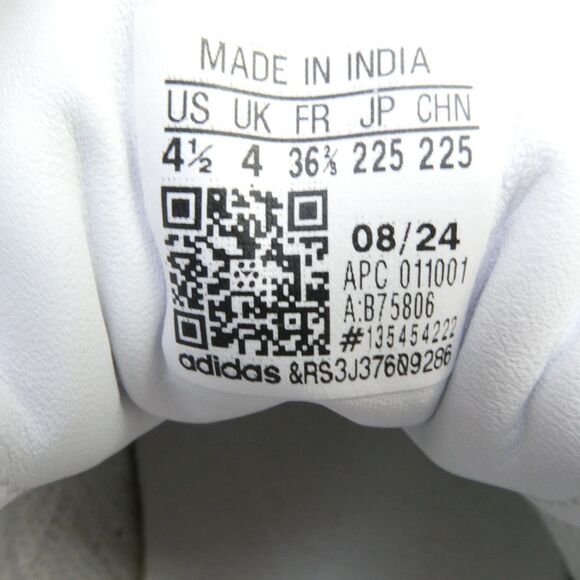 MADE IN INDIA
US UK FR JP CHN
4½ 4 36⅔ 225 225
08/24
APC 011001
A:B75806
#135454222
adidas &RS3J37609286